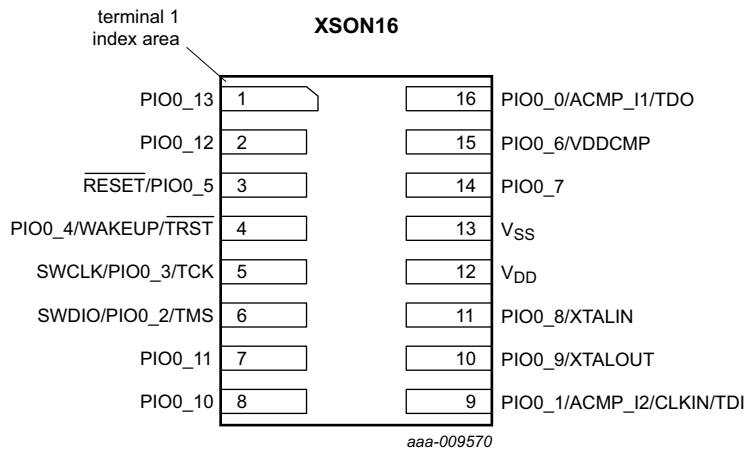 terminal 1
index area
XSON16
PIO0_13 1 16 PIO0_0/ACMP_I1/TDO
PIO0_12 2 15 PIO0_6/VDDCMP
RESET/PIO0_5 3 14 PIO0_7
PIO0_4/WAKEUP/TRST 4 13 VSS
SWCLK/PIO0_3/TCK 5 12 VDD
SWDIO/PIO0_2/TMS 6 11 PIO0_8/XTALIN
PIO0_11 7 10 PIO0_9/XTALOUT
PIO0_10 8 9 PIO0_1/ACMP_I2/CLKIN/TDI
aaa-009570